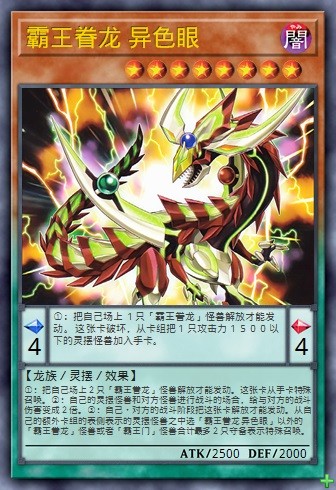 霸王眷龙 异色眼
闇
①：把自己场上１只「霸王眷龙」怪兽解放才能发
动。这张卡破坏，从卡组把１只攻击力１５００以
下的灵摆怪兽加入手卡。
4
4
【龙族／灵摆／效果】
①：把自己场上２只「霸王眷龙」怪兽解放才能发动。这张卡从手卡特殊
召唤。②：自己的灵摆怪兽和对方怪兽进行战斗的场合，给与对方的战斗
伤害变成２倍。③：自己·对方的战斗阶段把这张卡解放才能发动。从自
己的额外卡组的表侧表示的灵摆怪兽之中选「霸王眷龙 异色眼」以外的
「霸王眷龙」怪兽或者「霸王门」怪兽合计最多２只守备表示特殊召唤。
ATK/2500 DEF/2000